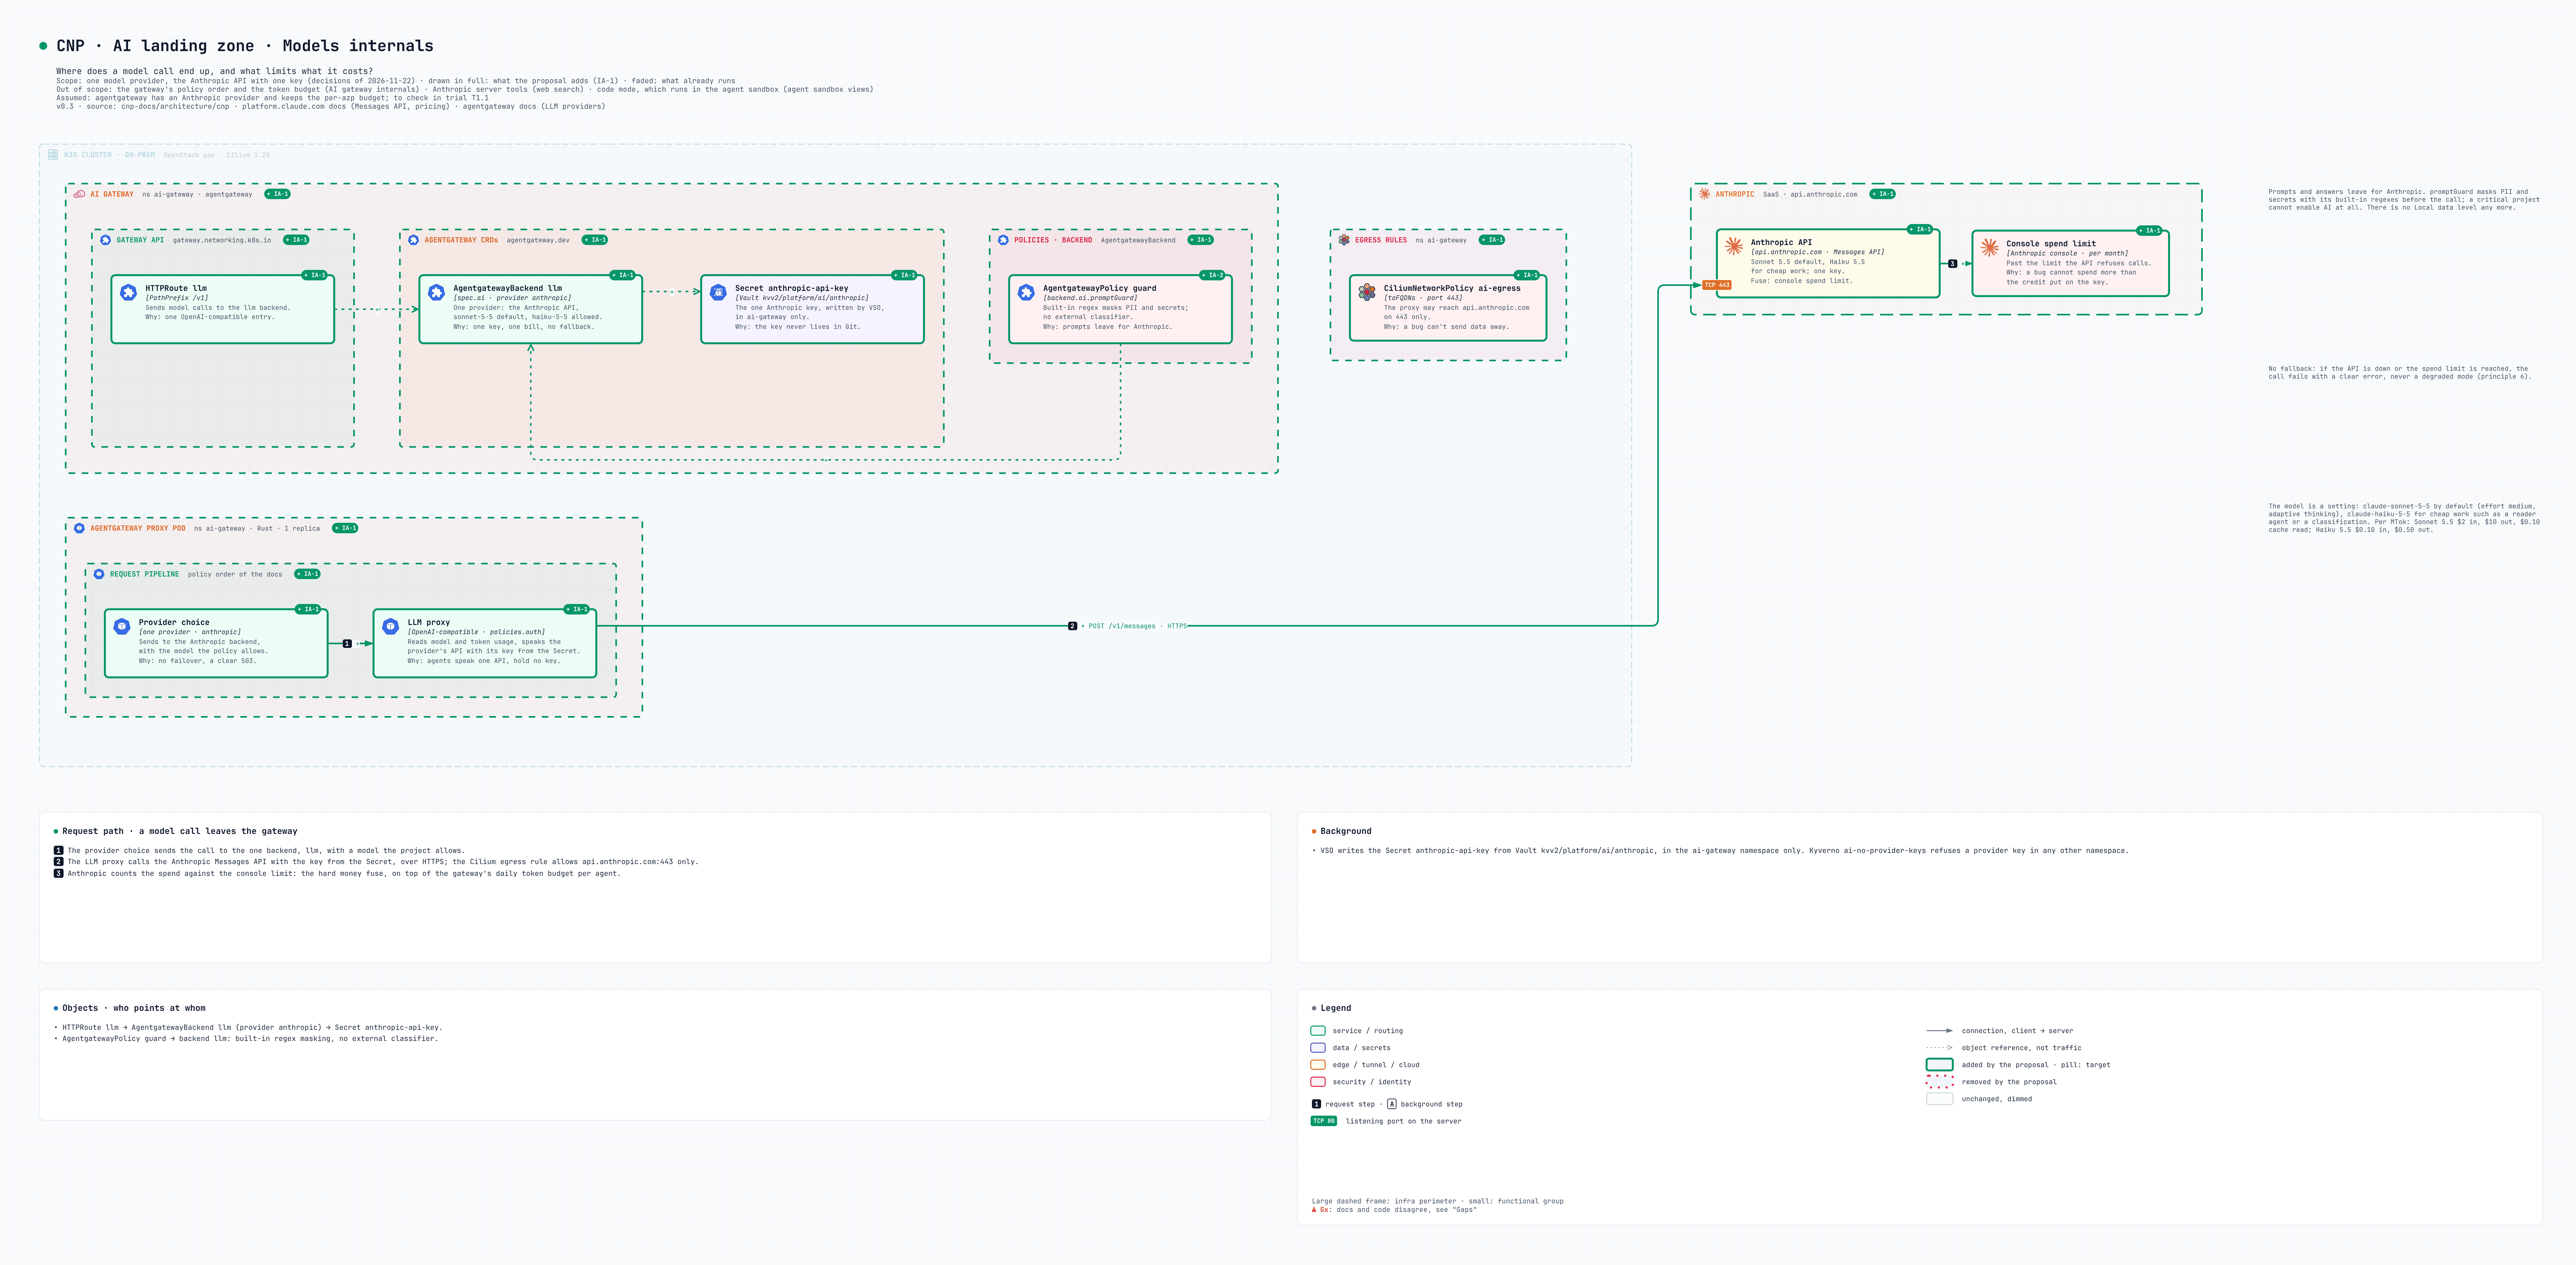 CNP · AI landing zone · Models internals
Where does a model call end up, and what limits what it costs?
Scope: one model provider, the Anthropic API with one key (decisions of 2026-11-22) · drawn in full: what the proposal adds (IA-1) · faded: what already runs
Out of scope: the gateway's policy order and the token budget (AI gateway internals) · Anthropic server tools (web search) · code mode, which runs in the agent sandbox (agent sandbox views)
Assumed: agentgateway has an Anthropic provider and keeps the per-azp budget; to check in trial T1.1
v0.3 · source: cnp-docs/architecture/cnp · platform.claude.com docs (Messages API, pricing) · agentgateway docs (LLM providers)
K3S CLUSTER · ON-PREM OpenStack pae · Cilium 1.20
AI GATEWAY ns ai-gateway · agentgateway + IA-1
GATEWAY API gateway.networking.k8s.io + IA-1
+ IA-1
HTTPRoute llm
[PathPrefix /v1]
Sends model calls to the llm backend.
Why: one OpenAI-compatible entry.
AGENTGATEWAY CRDs agentgateway.dev + IA-1
+ IA-1
AgentgatewayBackend llm
[spec.ai · provider anthropic]
One provider: the Anthropic API,
sonnet-5-5 default, haiku-5-5 allowed.
Why: one key, one bill, no fallback.
+ IA-1
Secret anthropic-api-key
[Vault kvv2/platform/ai/anthropic]
The one Anthropic key, written by VSO,
in ai-gateway only.
Why: the key never lives in Git.
POLICIES · BACKEND AgentgatewayBackend + IA-1
+ IA-2
AgentgatewayPolicy guard
[backend.ai.promptGuard]
Built-in regex masks PII and secrets;
no external classifier.
Why: prompts leave for Anthropic.
EGRESS RULES ns ai-gateway + IA-1
+ IA-1
CiliumNetworkPolicy ai-egress
[toFQDNs · port 443]
The proxy may reach api.anthropic.com
on 443 only.
Why: a bug can't send data away.
ANTHROPIC SaaS · api.anthropic.com + IA-1
+ IA-1
Anthropic API
[api.anthropic.com · Messages API]
Sonnet 5.5 default, Haiku 5.5
for cheap work; one key.
Fuse: console spend limit.
TCP 443
3 +
+ IA-1
Console spend limit
[Anthropic console · per month]
Past the limit the API refuses calls.
Why: a bug cannot spend more than
the credit put on the key.
Prompts and answers leave for Anthropic. promptGuard masks PII and
secrets with its built-in regexes before the call; a critical project
cannot enable AI at all. There is no Local data level any more.
No fallback: if the API is down or the spend limit is reached, the
call fails with a clear error, never a degraded mode (principle 6).
The model is a setting: claude-sonnet-5-5 by default (effort medium,
adaptive thinking), claude-haiku-5-5 for cheap work such as a reader
agent or a classification. Per MTok: Sonnet 5.5 $2 in, $10 out, $0.10
cache read; Haiku 5.5 $0.10 in, $0.50 out.
AGENTGATEWAY PROXY POD ns ai-gateway · Rust · 1 replica + IA-1
REQUEST PIPELINE policy order of the docs + IA-1
+ IA-1
Provider choice
[one provider · anthropic]
Sends to the Anthropic backend,
with the model the policy allows.
Why: no failover, a clear 503.
1 +
+ IA-1
LLM proxy
[OpenAI-compatible · policies.auth]
Reads model and token usage, speaks the
provider's API with its key from the Secret.
Why: agents speak one API, hold no key.
2 + POST /v1/messages · HTTPS
Request path · a model call leaves the gateway
1 The provider choice sends the call to the one backend, llm, with a model the project allows.
2 The LLM proxy calls the Anthropic Messages API with the key from the Secret, over HTTPS; the Cilium egress rule allows api.anthropic.com:443 only.
3 Anthropic counts the spend against the console limit: the hard money fuse, on top of the gateway's daily token budget per agent.
Background
• VSO writes the Secret anthropic-api-key from Vault kvv2/platform/ai/anthropic, in the ai-gateway namespace only. Kyverno ai-no-provider-keys refuses a provider key in any other namespace.
Objects · who points at whom
• HTTPRoute llm → AgentgatewayBackend llm (provider anthropic) → Secret anthropic-api-key.
• AgentgatewayPolicy guard → backend llm: built-in regex masking, no external classifier.
Legend
service / routing
data / secrets
edge / tunnel / cloud
security / identity
1 request step · A background step
TCP 80 listening port on the server
connection, client → server
object reference, not traffic
added by the proposal · pill: target
removed by the proposal
unchanged, dimmed
Large dashed frame: infra perimeter · small: functional group
▲ Gx: docs and code disagree, see "Gaps"